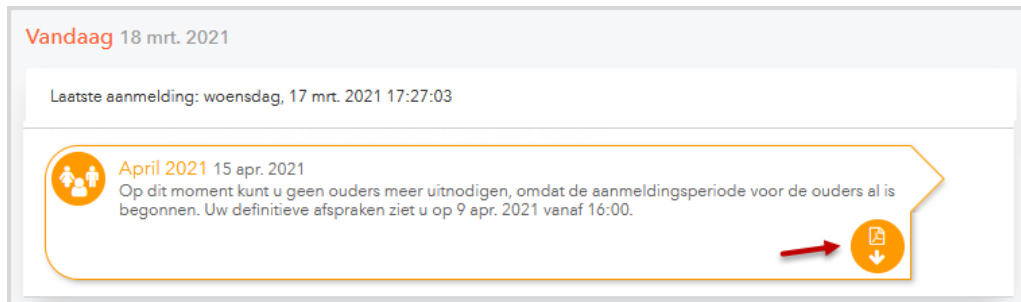 Vandaag 18 mrt. 2021
Laatste aanmelding: woensdag, 17 mrt. 2021 17:27:03
April 2021 15 apr. 2021
Op dit moment kunt u geen ouders meer uitnodigen, omdat de aanmeldingsperiode voor de ouders al is
begonnen. Uw definitieve afspraken ziet u op 9 apr. 2021 vanaf 16:00.